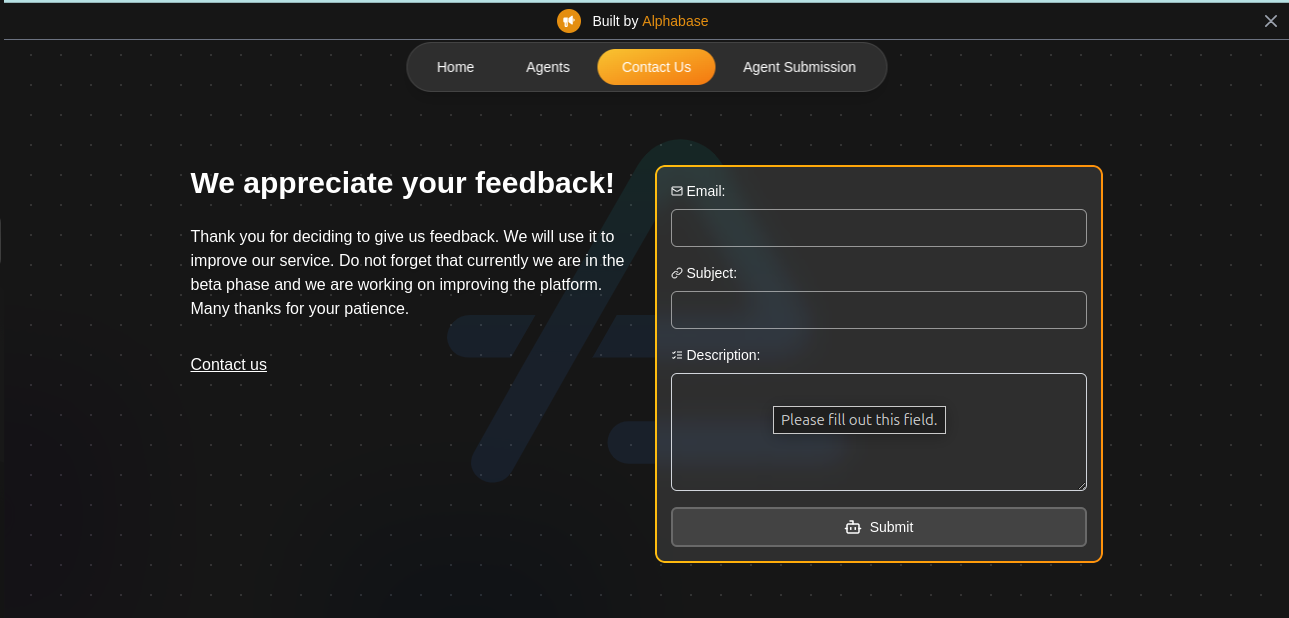 Built by Alphabase
Home Agents Contact Us Agent Submission
We appreciate your feedback!
Thank you for deciding to give us feedback. We will use it to
improve our service. Do not forget that currently we are in the
beta phase and we are working on improving the platform.
Many thanks for your patience.
Contact us
Email:
Subject:
Description:
Please fill out this field.
Submit